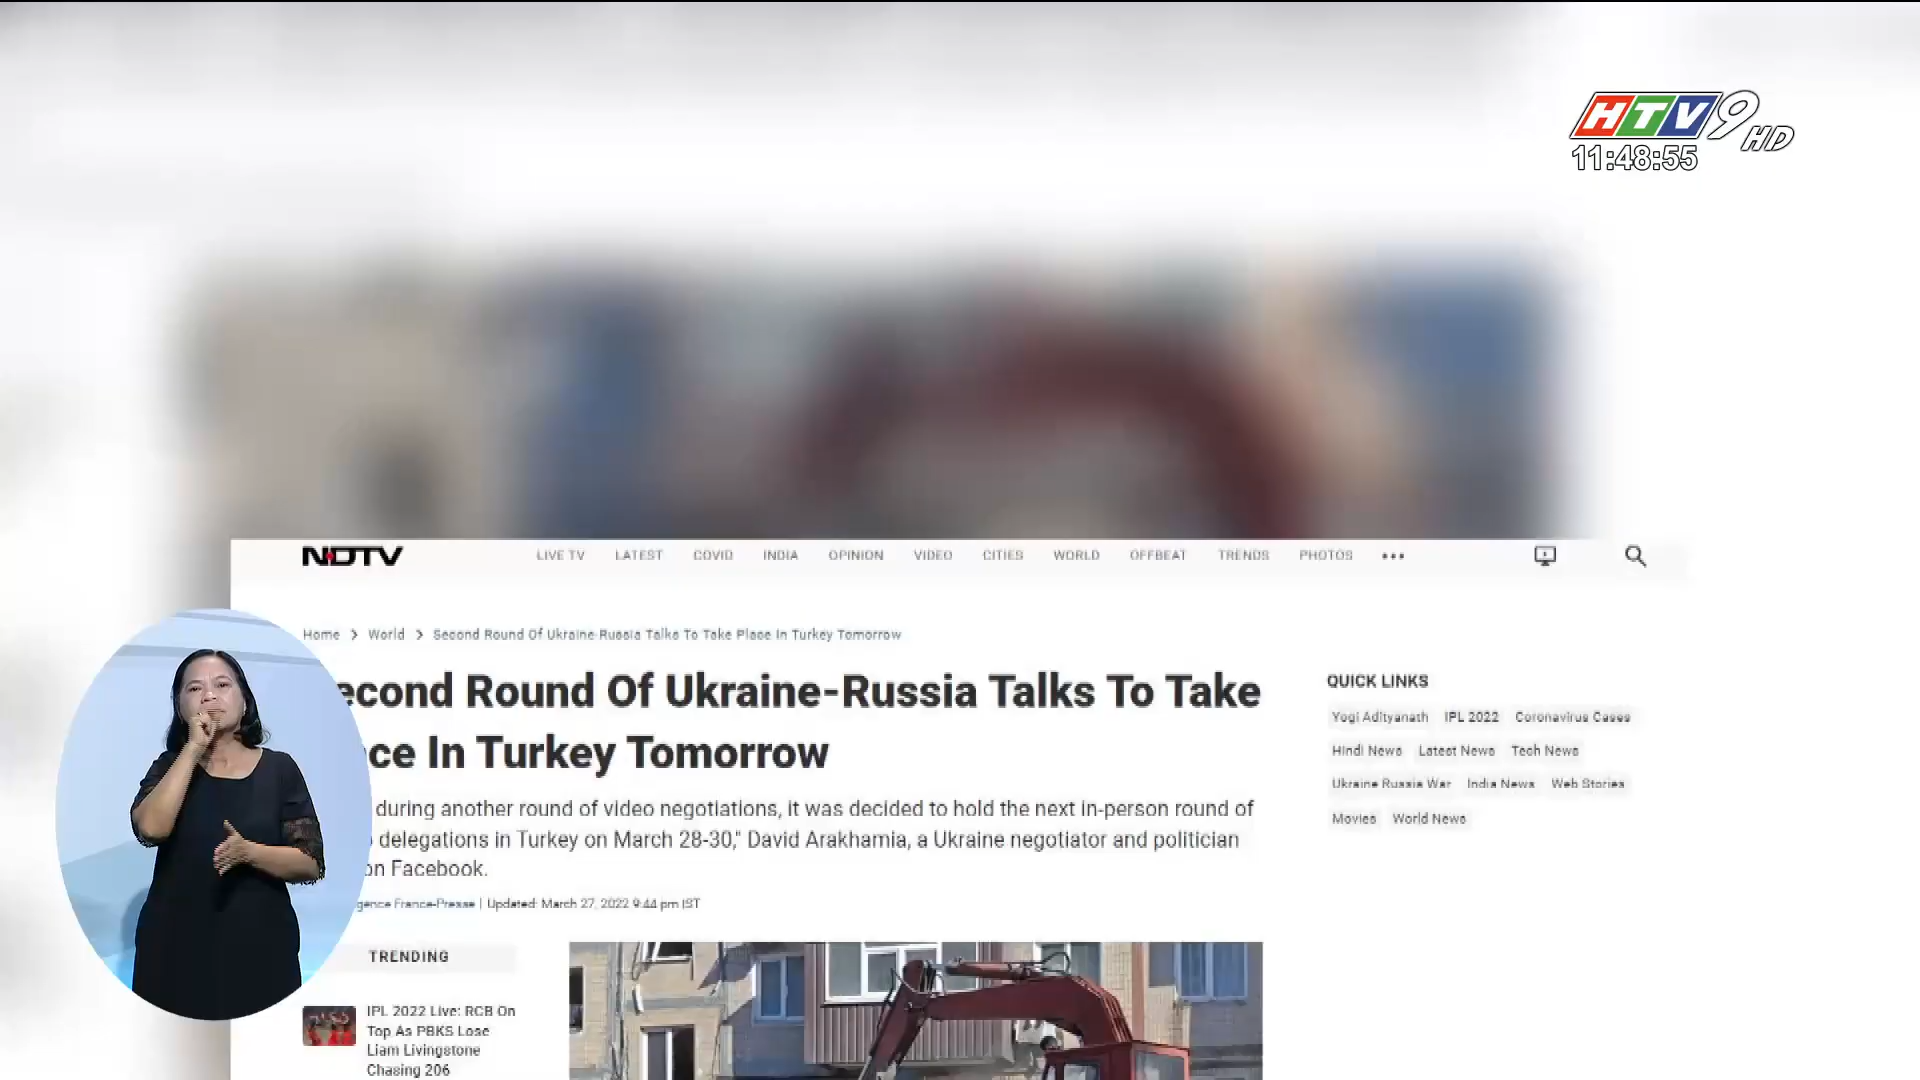 HTV9 HD
11:48:55
NDTV
LIVE TV LATEST COVID INDIA OPINION VIDEO CITIES WORLD OFFBEAT TRENDS PHOTOS •••
Home > World > Second Round Of Ukraine-Russia Talks To Take Place In Turkey Tomorrow
econd Round Of Ukraine-Russia Talks To Take
ce In Turkey Tomorrow
during another round of video negotiations, it was decided to hold the next in-person round of
delegations in Turkey on March 28-30," David Arakhamia, a Ukraine negotiator and politician
on Facebook.
gence France-Presse | Updated: March 27, 2022 9:44 pm IST
QUICK LINKS
Yogi Adityanath IPL 2022 Coronavirus Cases
Hindi News Latest News Tech News
Ukraine Russia War India News Web Stories
Movies World News
TRENDING
IPL 2022 Live: RCB On
Top As PBKS Lose
Liam Livingstone
Chasing 206